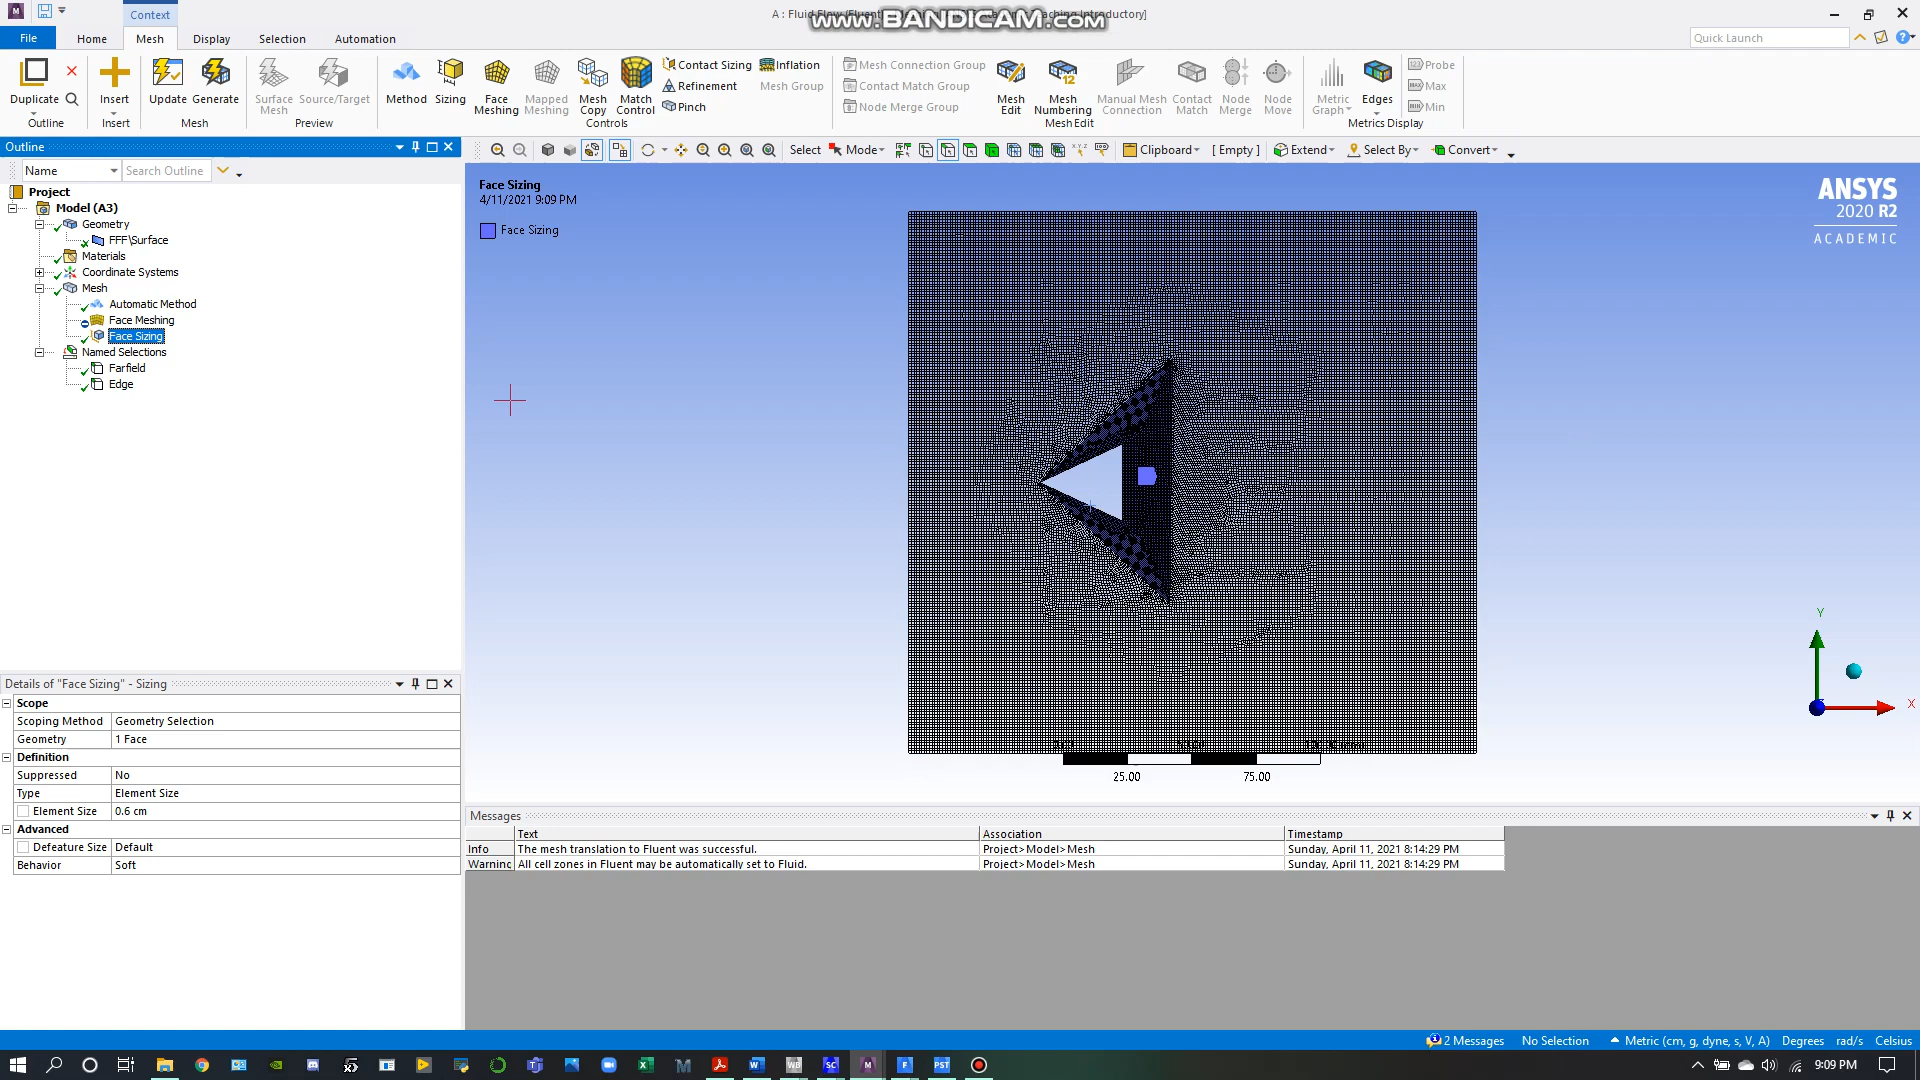 Context
A : Fluid Flow (Fluent) Teaching Introductory]
www.BANDICAM.com
File Home Mesh Display Selection Automation
Quick Launch
Duplicate
Outline
Insert
Insert
Update Generate
Mesh
Surface Mesh Source/Target
Preview
Method Sizing Face Meshing Mapped Meshing Mesh Copy Match Control
Contact Sizing
Refinement
Pinch
Inflation
Mesh Group
Controls
Mesh Connection Group
Contact Match Group
Node Merge Group
Mesh Edit Mesh Numbering Manual Mesh Connection Contact Match Node Merge Node Move
Mesh Edit
Metric Graph Edges
Probe
Max
Min
Metrics Display
Outline
Name Search Outline
Select Mode Clipboard [ Empty ] Extend Select By Convert
Project
Model (A3)
Geometry
FFF\Surface
Materials
Coordinate Systems
Mesh
Automatic Method
Face Meshing
Face Sizing
Named Selections
Farfield
Edge
Face Sizing
4/11/2021 9:09 PM
Face Sizing
ANSYS
2020 R2
ACADEMIC
Y
X
25.00 75.00
Details of "Face Sizing" - Sizing
Scope
Scoping Method Geometry Selection
Geometry 1 Face
Definition
Suppressed No
Type Element Size
Element Size 0.6 cm
Advanced
Defeature Size Default
Behavior Soft
Messages
Text Association Timestamp
Info The mesh translation to Fluent was successful. Project>Model>Mesh Sunday, April 11, 2021 8:14:29 PM
Warninc All cell zones in Fluent may be automatically set to Fluid. Project>Model>Mesh Sunday, April 11, 2021 8:14:29 PM
2 Messages No Selection Metric (cm, g, dyne, s, V, A) Degrees rad/s Celsius
9:09 PM